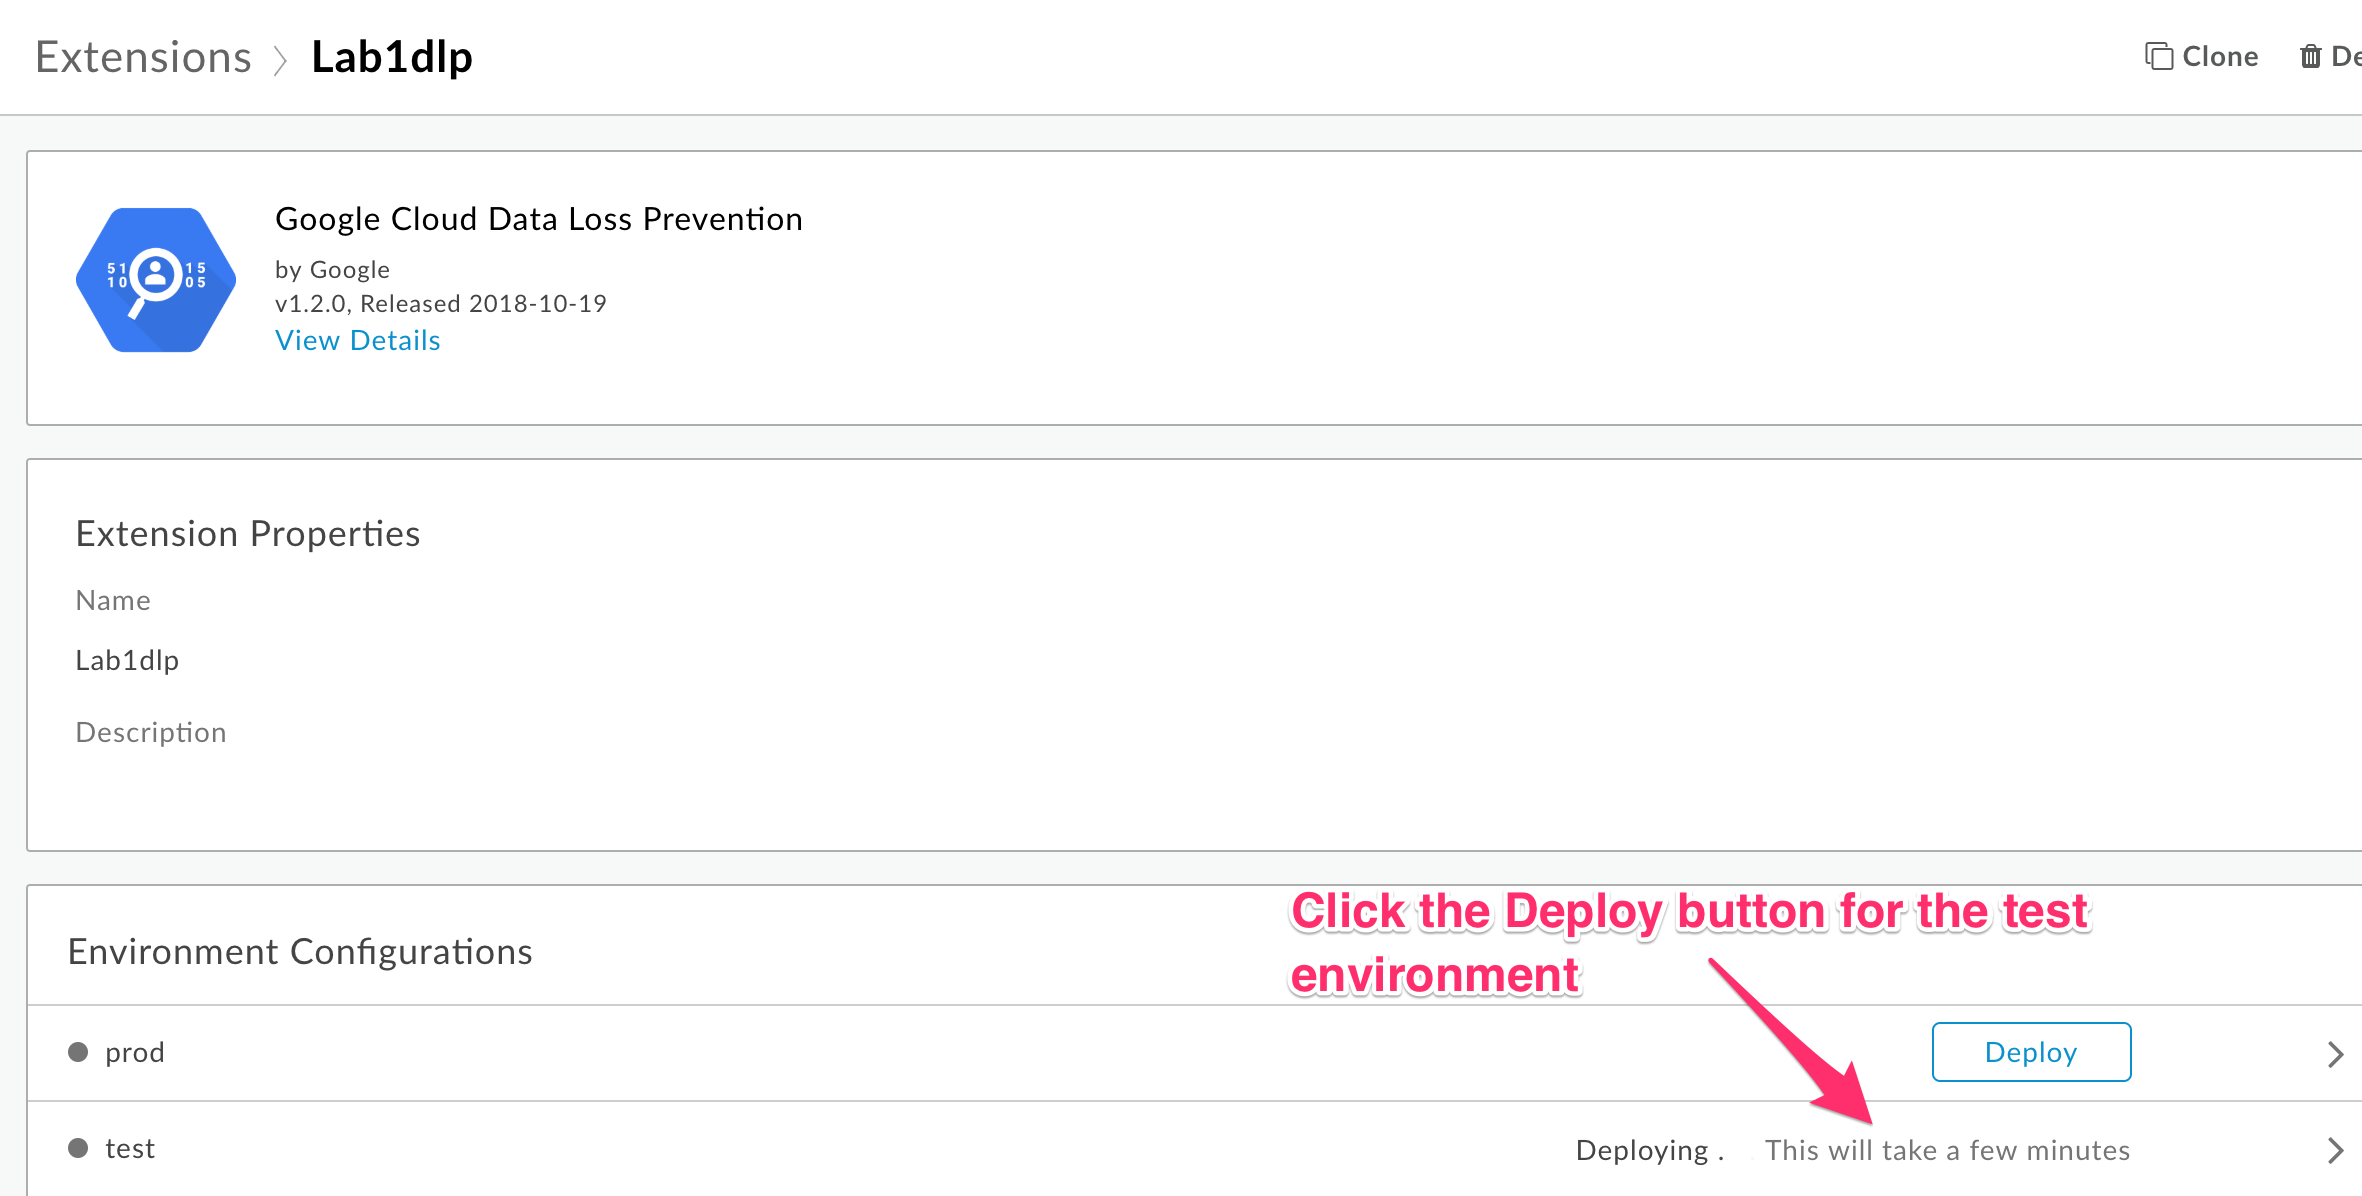 Extensions > Lab1dlp
Clone
De
Google Cloud Data Loss Prevention
51 15
10 05
by Google
v1.2.0, Released 2018-10-19
View Details
Extension Properties
Name
Lab1dlp
Description
Click the Deploy button for the test
environment
Environment Configurations
prod
Deploy
test
Deploying .
This will take a few minutes